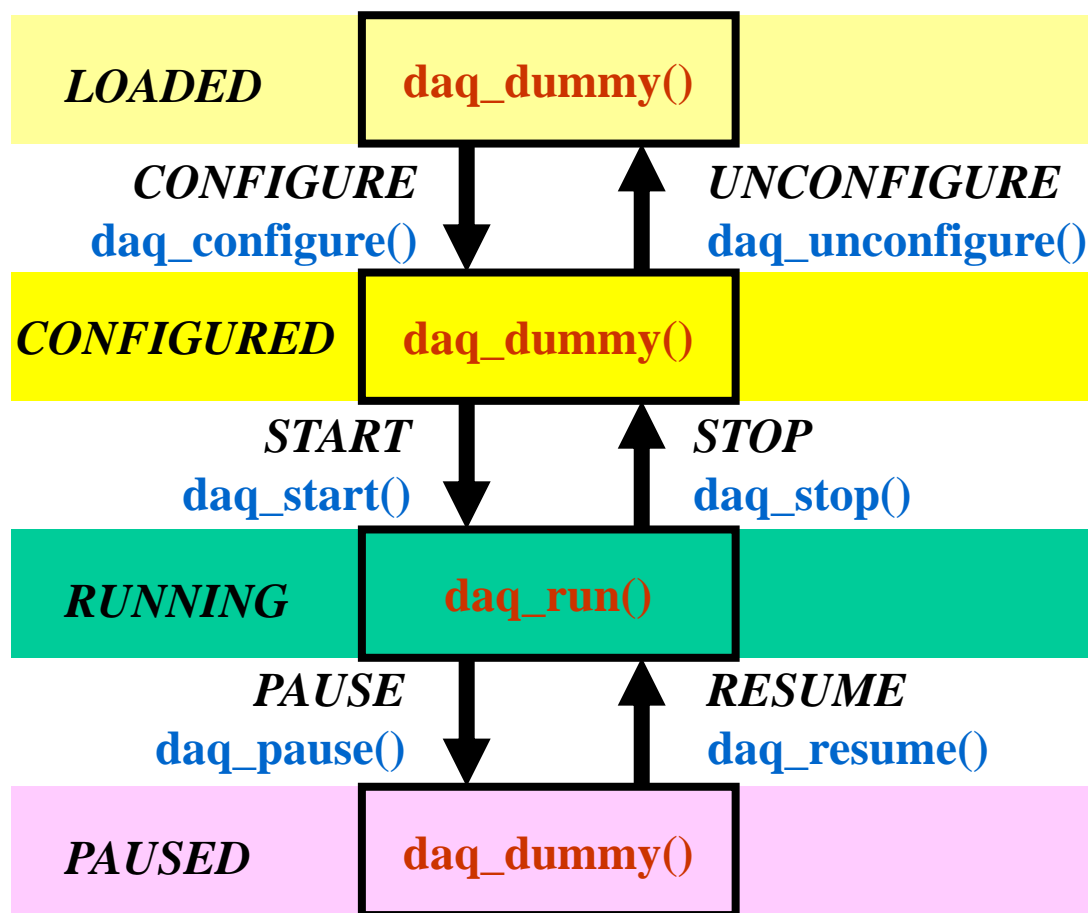 LOADED daq_dummy()
CONFIGURE UNCONFIGURE
daq_configure() daq_unconfigure()
CONFIGURED daq_dummy()
START STOP
daq_start() daq_stop()
RUNNING daq_run()
PAUSE RESUME
daq_pause() daq_resume()
PAUSED daq_dummy()